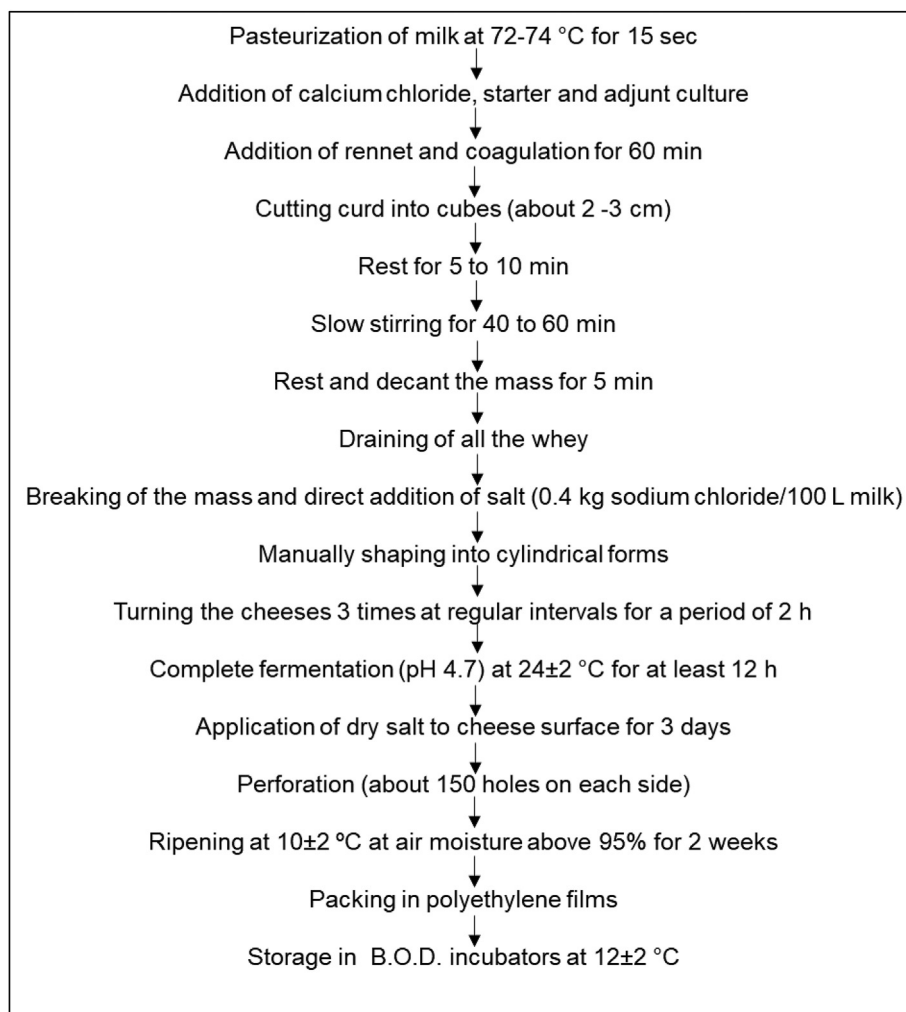 Pasteurization of milk at 72-74 °C for 15 sec
Addition of calcium chloride, starter and adjunt culture
Addition of rennet and coagulation for 60 min
Cutting curd into cubes (about 2 -3 cm)
Rest for 5 to 10 min
Slow stirring for 40 to 60 min
Rest and decant the mass for 5 min
Draining of all the whey
Breaking of the mass and direct addition of salt (0.4 kg sodium chloride/100 L milk)
Manually shaping into cylindrical forms
Turning the cheeses 3 times at regular intervals for a period of 2 h
Complete fermentation (pH 4.7) at 24±2 °C for at least 12 h
Application of dry salt to cheese surface for 3 days
Perforation (about 150 holes on each side)
Ripening at 10±2 ºC at air moisture above 95% for 2 weeks
Packing in polyethylene films
Storage in B.O.D. incubators at 12±2 °C